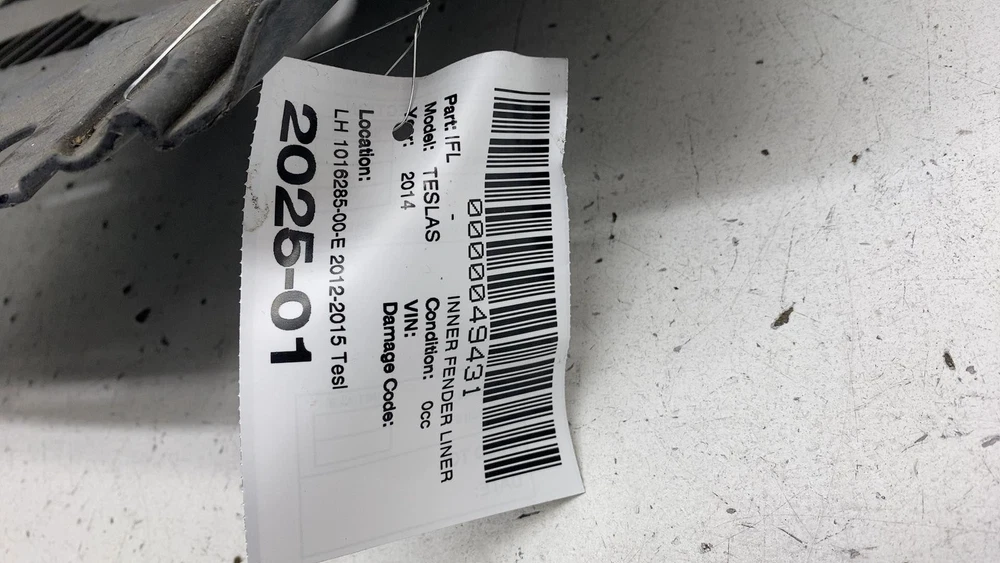 0000049431
Part: IFL - INNER FENDER LINER
Model: TESLAS Condition: 0cc
Year: 2014 VIN:
Damage Code:
Location:
LH 1016285-00-E 2012-2015 Tesl
2025-01